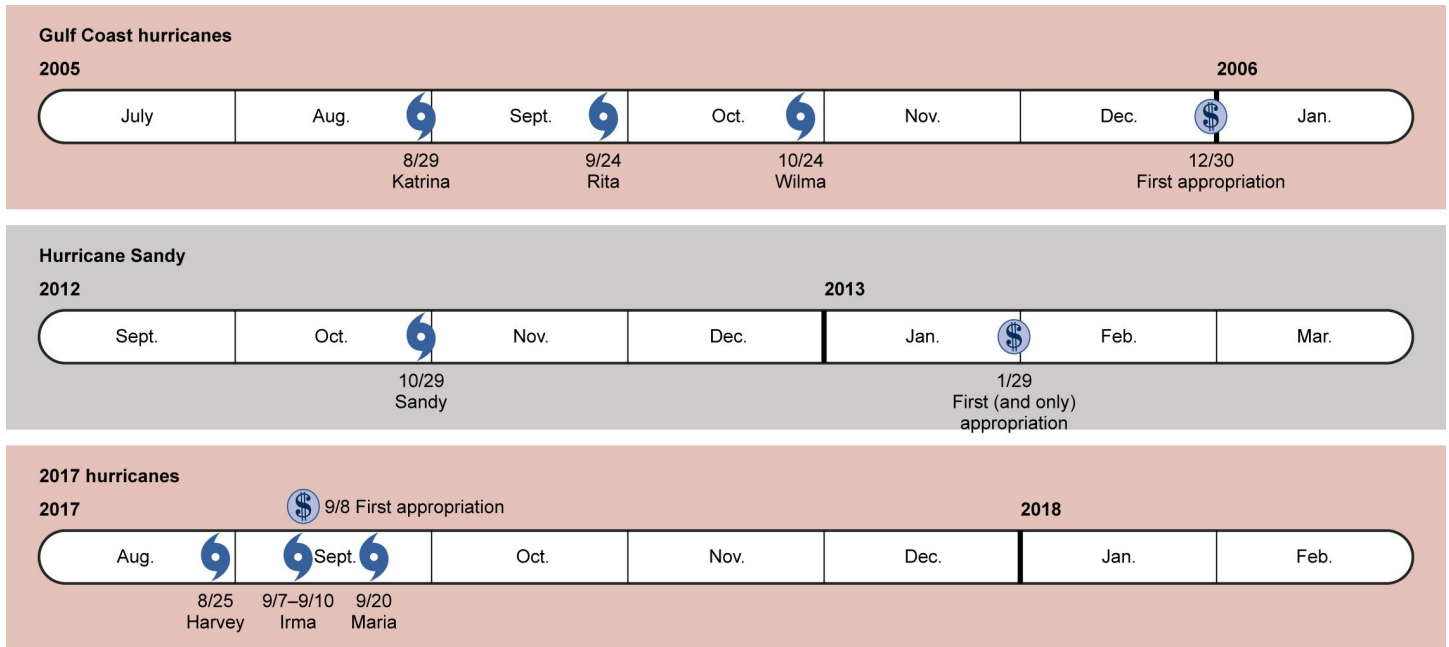 Gulf Coast hurricanes
2005 2006
July Aug. Sept. Oct. Nov. Dec. $ Jan.
8/29 9/24 10/24 12/30
Katrina Rita Wilma First appropriation
Hurricane Sandy
2012 2013
Sept. Oct. Nov. Dec. Jan. $ Feb. Mar.
10/29 1/29
Sandy First (and only)
appropriation
2017 hurricanes
$ 9/8 First appropriation
2017 2018
Aug. Sept. Oct. Nov. Dec. Jan. Feb.
8/25 9/7–9/10 9/20
Harvey Irma Maria